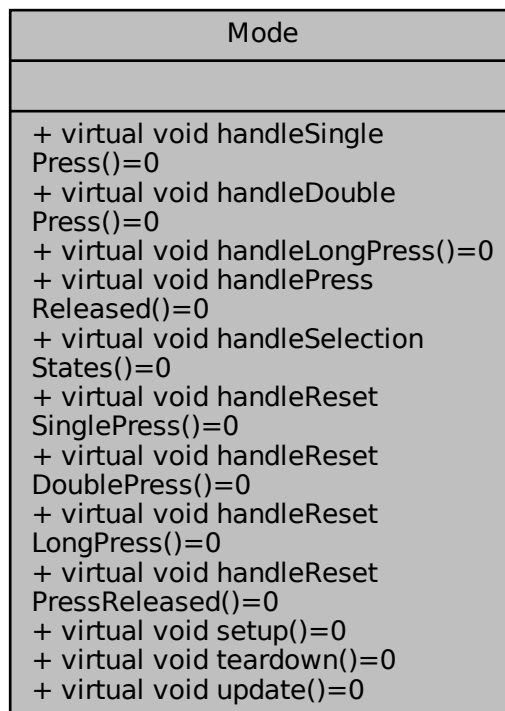 Mode
+ virtual void handleSingle
Press()=0
+ virtual void handleDouble
Press()=0
+ virtual void handleLongPress()=0
+ virtual void handlePress
Released()=0
+ virtual void handleSelection
States()=0
+ virtual void handleReset
SinglePress()=0
+ virtual void handleReset
DoublePress()=0
+ virtual void handleReset
LongPress()=0
+ virtual void handleReset
PressReleased()=0
+ virtual void setup()=0
+ virtual void teardown()=0
+ virtual void update()=0